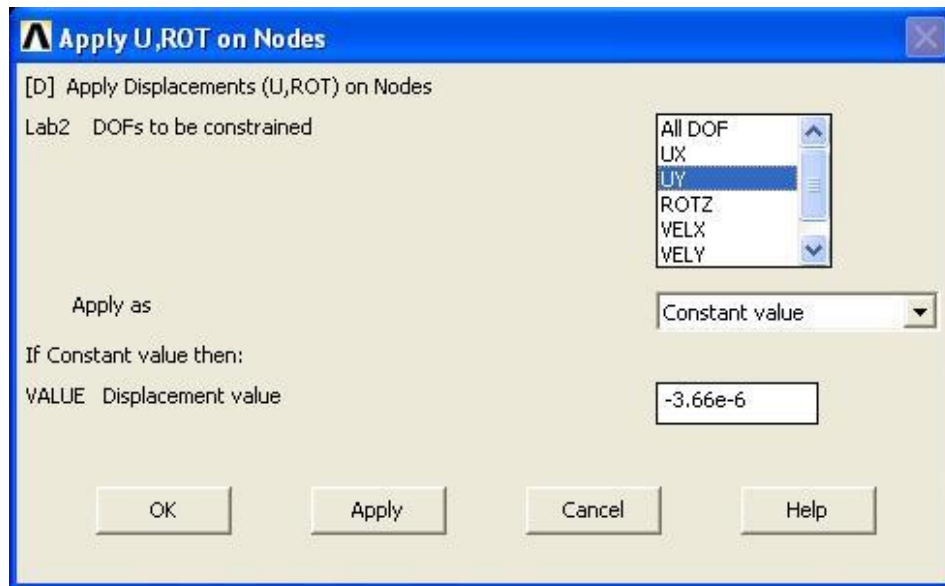 Apply U,ROT on Nodes
[D] Apply Displacements (U,ROT) on Nodes
Lab2 DOFs to be constrained
All DOF
UX
UY
ROTZ
VELX
VELY
Apply as
Constant value
If Constant value then:
VALUE Displacement value
-3.66e-6
OK Apply Cancel Help